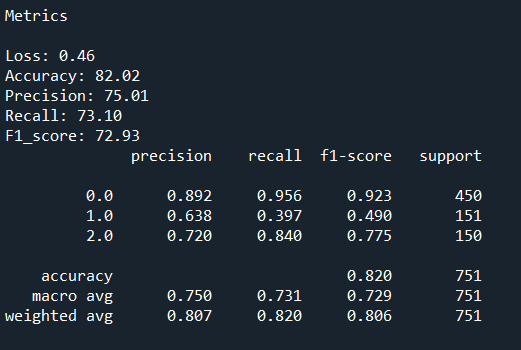 Metrics
Loss: 0.46
Accuracy: 82.02
Precision: 75.01
Recall: 73.10
F1_score: 72.93
precision recall f1-score support
0.0 0.892 0.956 0.923 450
1.0 0.638 0.397 0.490 151
2.0 0.720 0.840 0.775 150
accuracy 0.820 751
macro avg 0.750 0.731 0.729 751
weighted avg 0.807 0.820 0.806 751